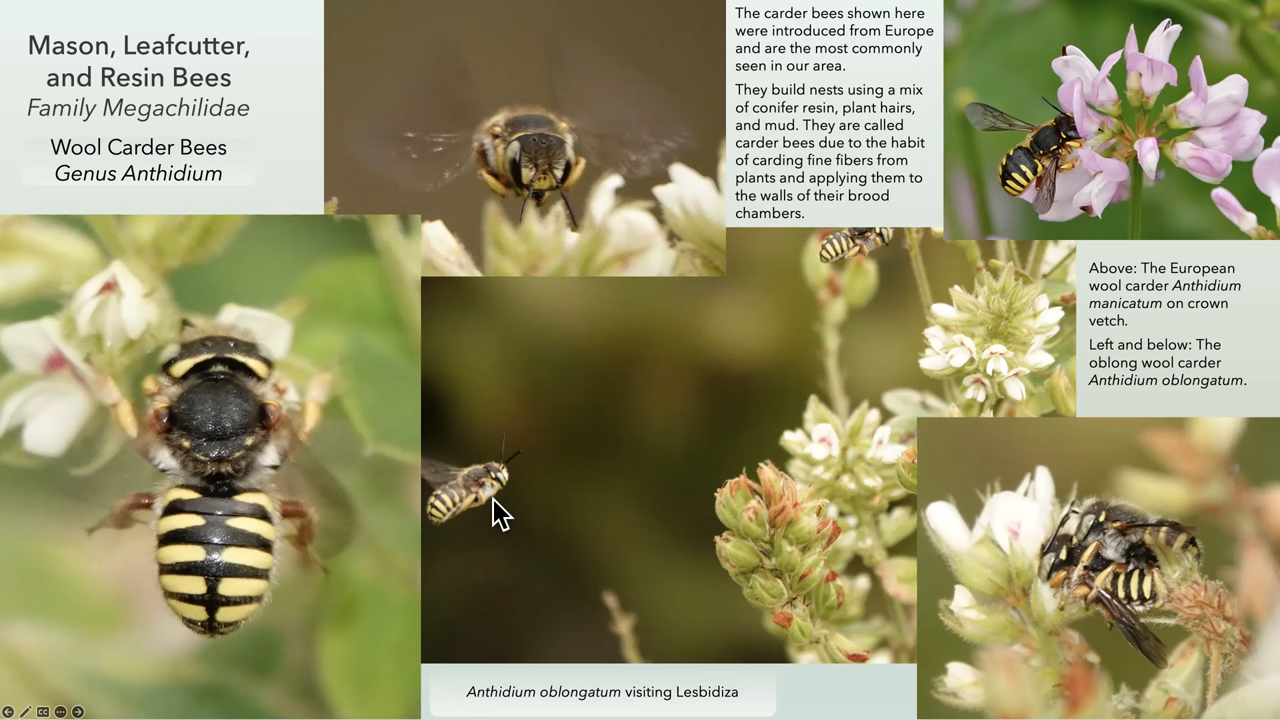 Mason, Leafcutter,
and Resin Bees
Family Megachilidae
Wool Carder Bees
Genus Anthidium
The carder bees shown here
were introduced from Europe
and are the most commonly
seen in our area.
They build nests using a mix
of conifer resin, plant hairs,
and mud. They are called
carder bees due to the habit
of carding fine fibers from
plants and applying them to
the walls of their brood
chambers.
Above: The European
wool carder Anthidium
manicatum on crown
vetch.
Left and below: The
oblong wool carder
Anthidium oblongatum.
Anthidium oblongatum visiting Lesbidiza
CC